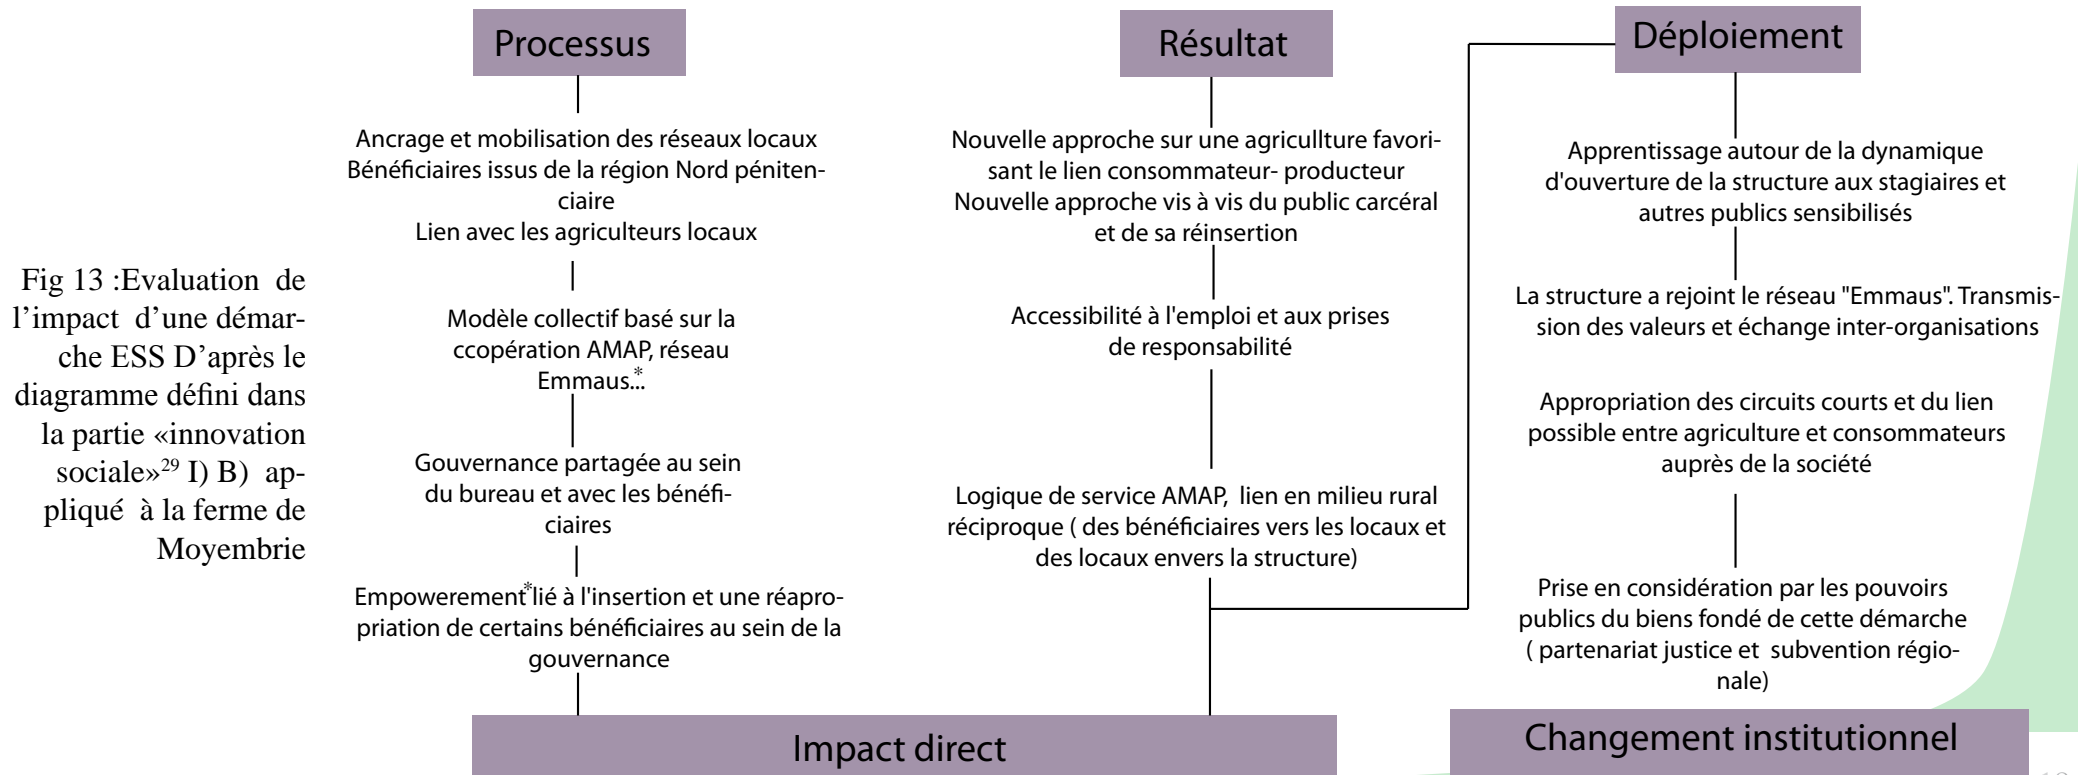 Fig 13 :Evaluation de
l’impact d’une démar-
che ESS D’après le
diagramme défini dans
la partie «innovation
sociale»29 I) B) ap-
pliqué à la ferme de
Moyembrie
Processus
Ancrage et mobilisation des réseaux locaux
Bénéficiaires issus de la région Nord péniten-
ciaire
Lien avec les agriculteurs locaux
Modèle collectif basé sur la
ccopération AMAP, réseau
Emmaus...*
Gouvernance partagée au sein
du bureau et avec les bénéfi-
ciaires
Empowerement*lié à l'insertion et une réapro-
priation de certains bénéficiaires au sein de la
gouvernance
Résultat
Nouvelle approche sur une agricullture favori-
sant le lien consommateur- producteur
Nouvelle approche vis à vis du public carcéral
et de sa réinsertion
Accessibilité à l'emploi et aux prises
de responsabilité
Logique de service AMAP, lien en milieu rural
réciproque ( des bénéficiaires vers les locaux et
des locaux envers la structure)
Impact direct
Déploiement
Apprentissage autour de la dynamique
d'ouverture de la structure aux stagiaires et
autres publics sensibilisés
La structure a rejoint le réseau "Emmaus". Transmis-
sion des valeurs et échange inter-organisations
Appropriation des circuits courts et du lien
possible entre agriculture et consommateurs
auprès de la société
Prise en considération par les pouvoirs
publics du biens fondé de cette démarche
( partenariat justice et subvention régio-
nale)
Changement institutionnel